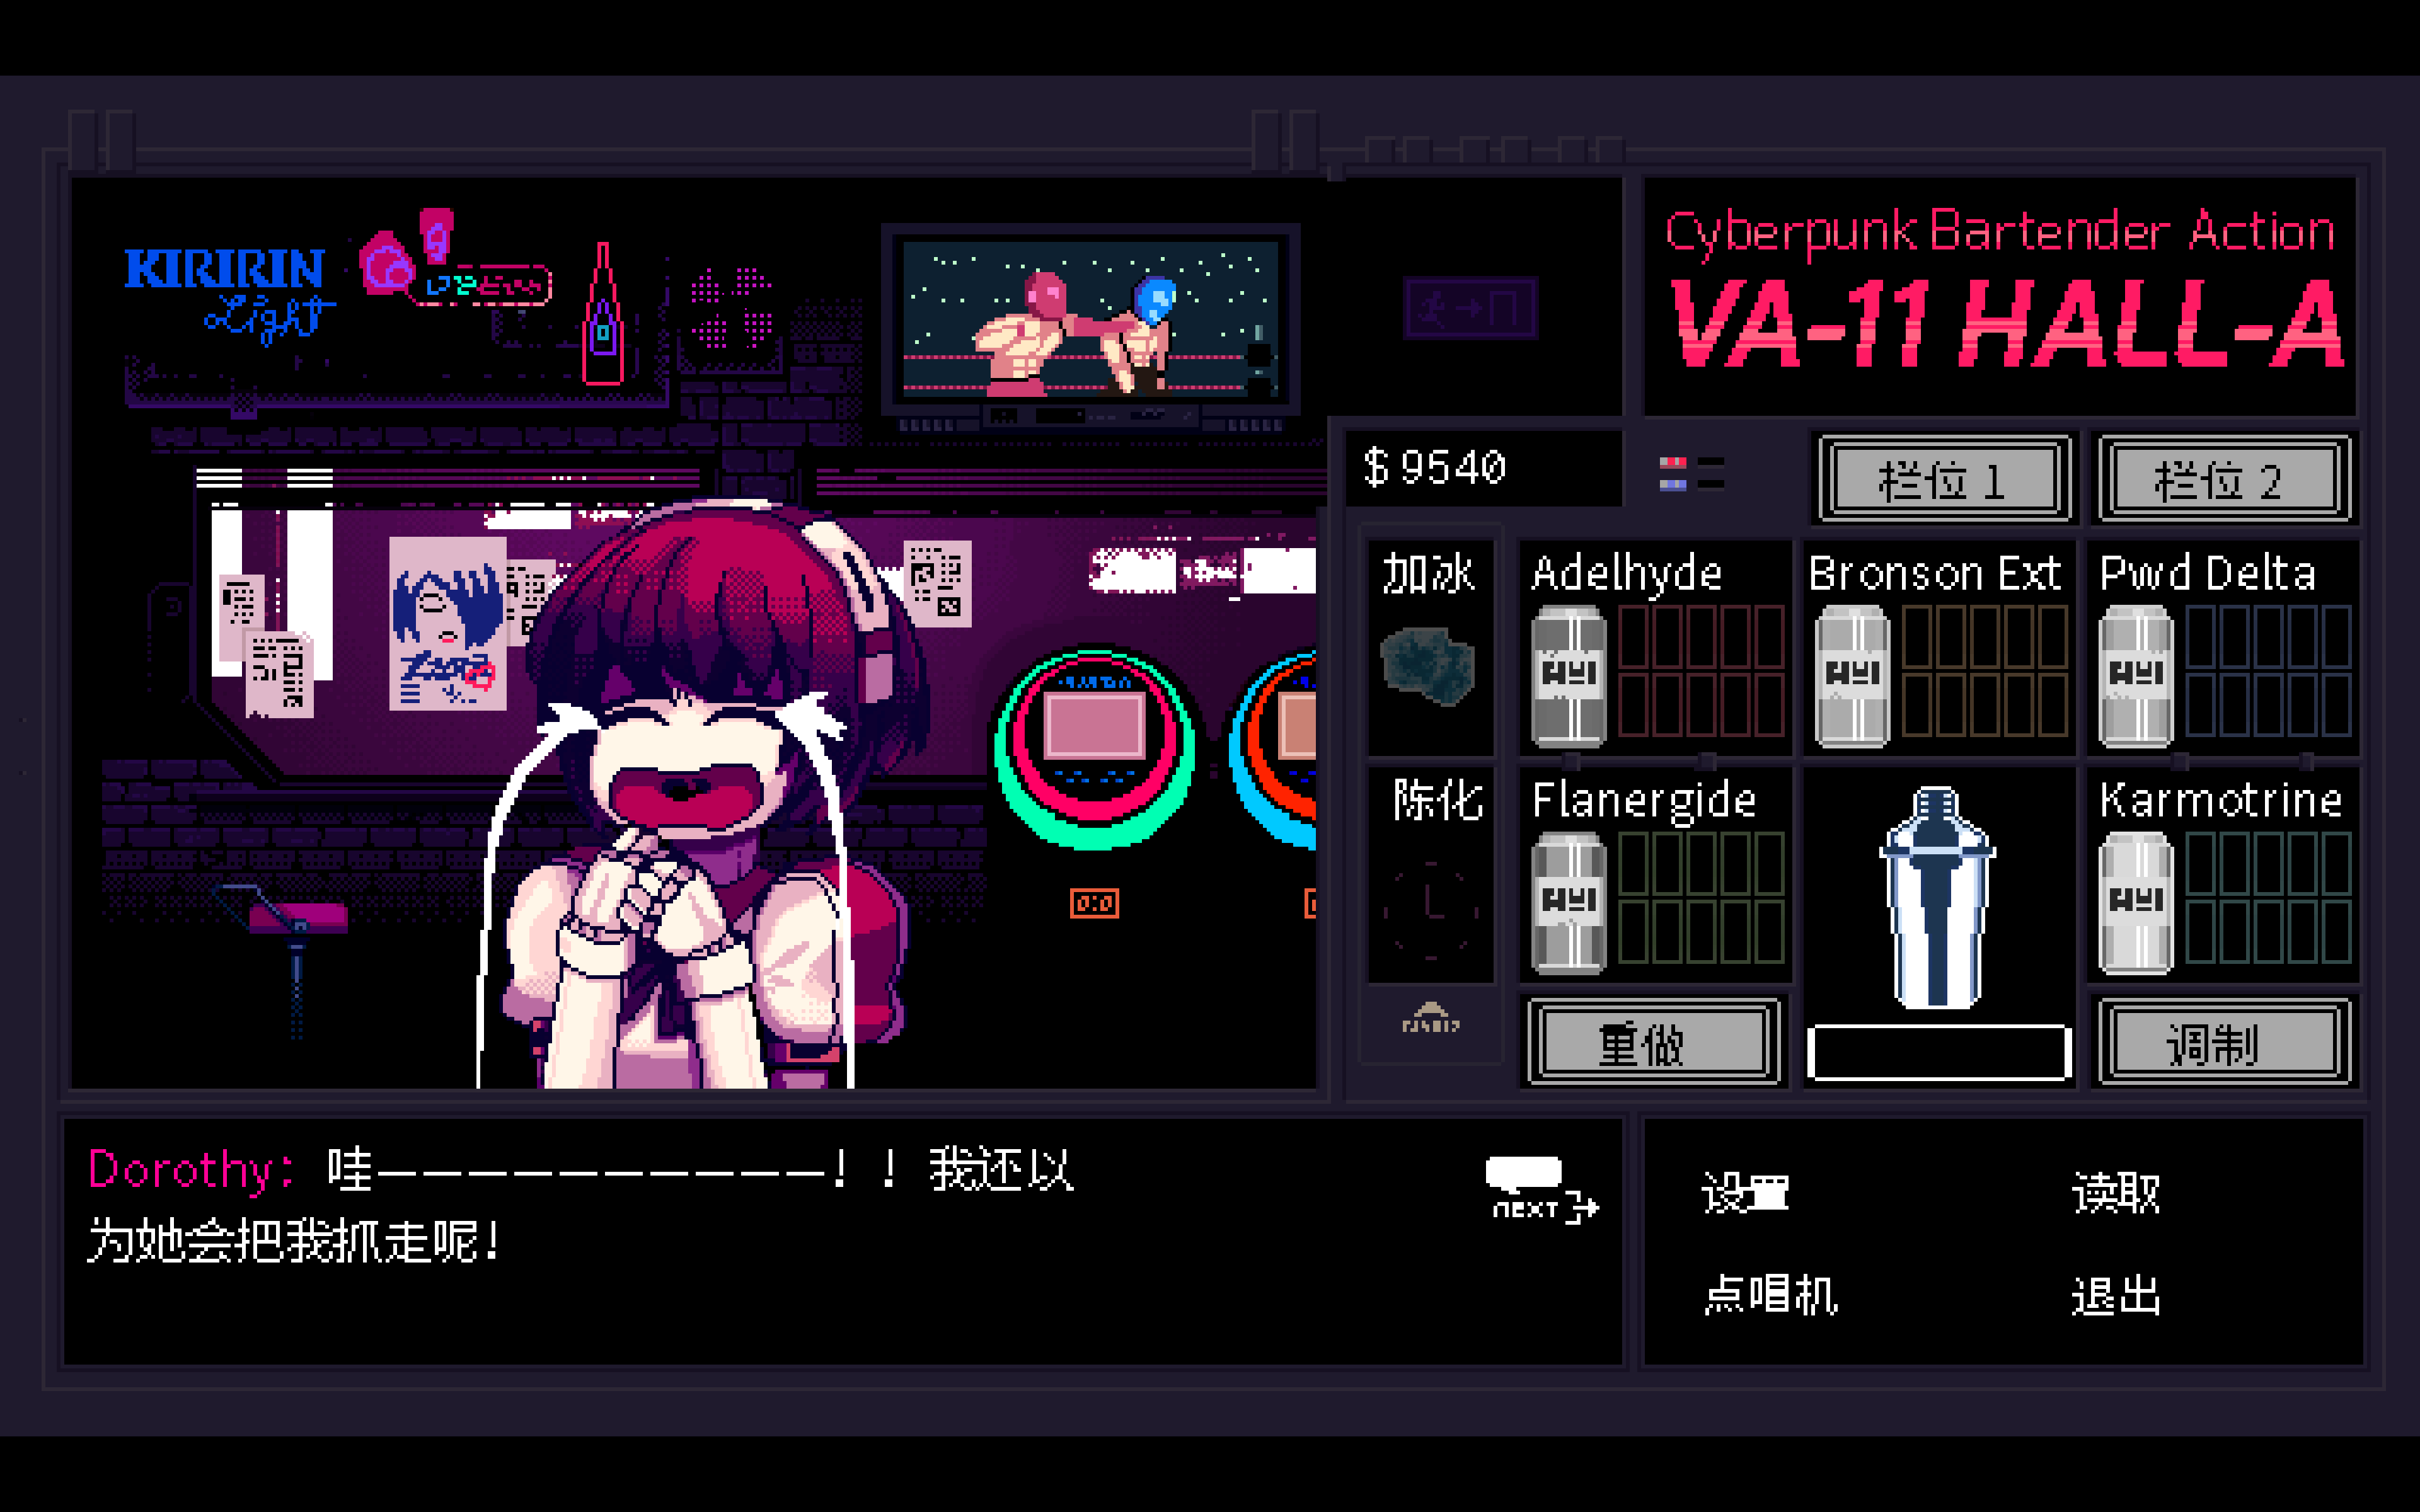 KIRIRIN
Light
Cyberpunk Bartender Action
VA-11 HALL-A
$9540
栏位 1
栏位 2
加冰
Adelhyde
Bronson Ext
Pwd Delta
陈化
Flanergide
Karmotrine
0:0
重做
调制
Dorothy: 哇———————————！！我还以
为她会把我抓走呢！
NEXT
设置
读取
点唱机
退出